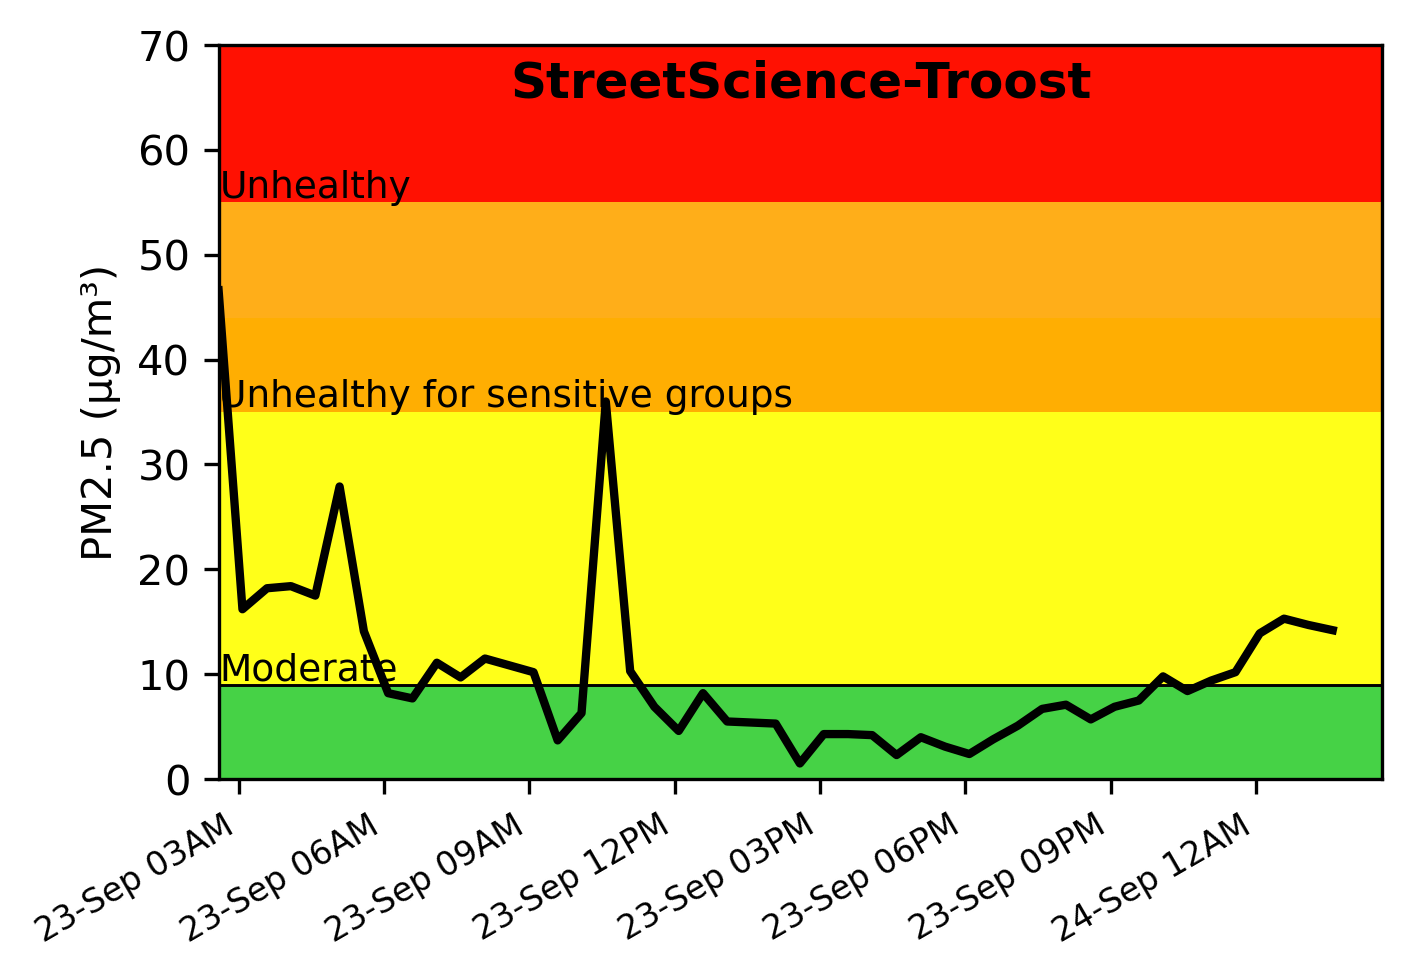 StreetScience-Troost
PM2.5 (µg/m³)
70
60
50
40
30
20
10
0
Unhealthy
Unhealthy for sensitive groups
Moderate
23-Sep 03AM
23-Sep 06AM
23-Sep 09AM
23-Sep 12PM
23-Sep 03PM
23-Sep 06PM
23-Sep 09PM
24-Sep 12AM